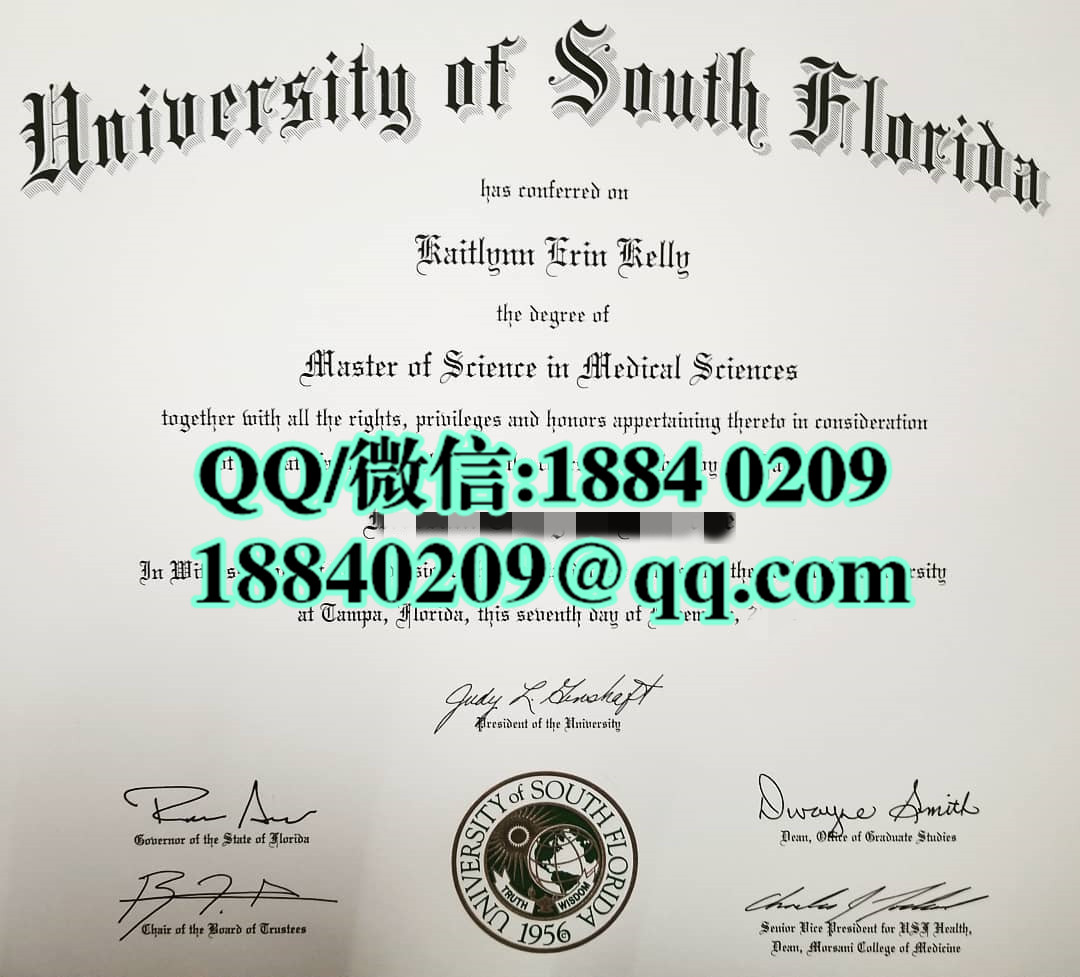 University of South Florida
has conferred on
Kaitlynn Erin Kelly
the degree of
Master of Science in Medical Sciences
together with all the rights, privileges and honors appertaining thereto in consideration
QQ/微信:1884 0209
18840209@qq.com
In
at Tampa, Florida, this seventh day of
Judy L. Genshaft
President of the University
Governor of the State of Florida
Chair of the Board of Trustees
UNIVERSITY of SOUTH FLORIDA
TRUTH WISDOM
1956
Dwayne Smith
Dean, Office of Graduate Studies
Senior Vice President for USF Health,
Dean, Morsani College of Medicine